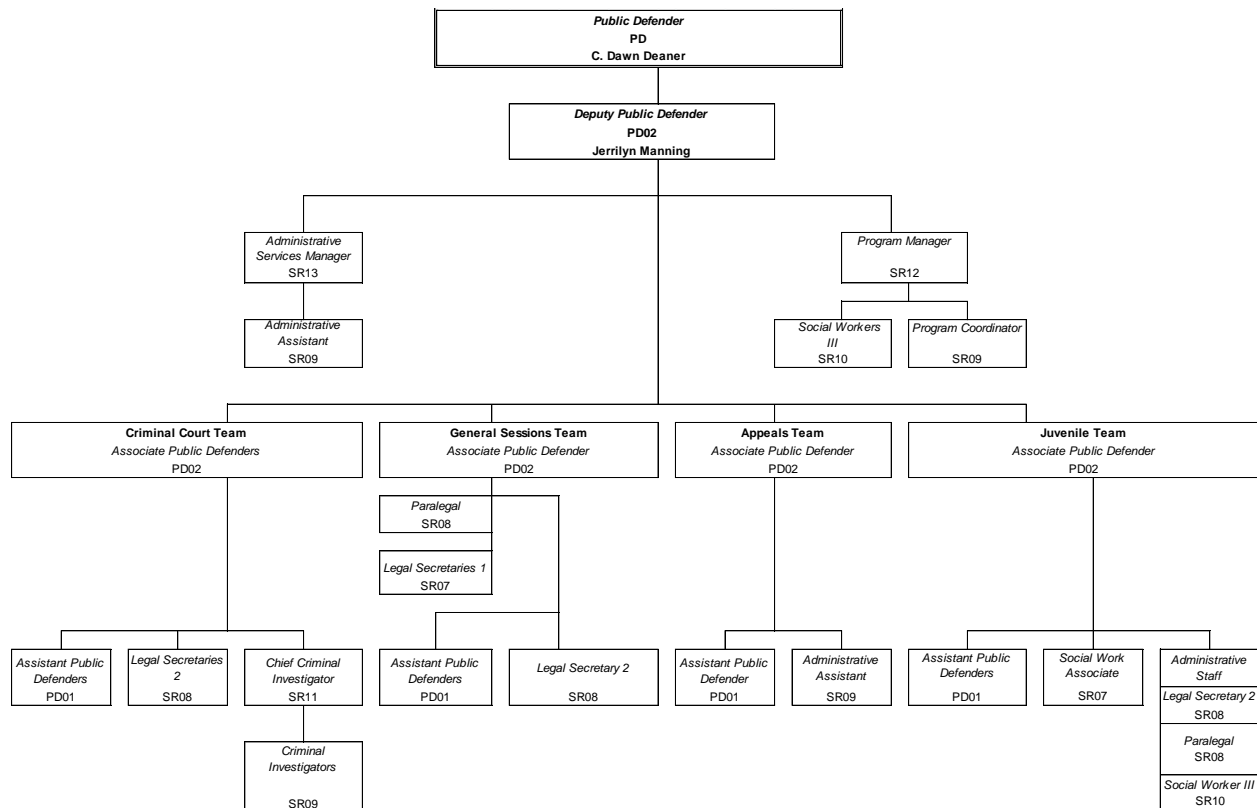 Public Defender
PD
C. Dawn Deaner
Deputy Public Defender
PD02
Jerrilyn Manning
Administrative
Services Manager
SR13
Administrative
Assistant
SR09
Program Manager
SR12
Social Workers
III
SR10
Program Coordinator
SR09
Criminal Court Team
Associate Public Defenders
PD02
General Sessions Team
Associate Public Defender
PD02
Appeals Team
Associate Public Defender
PD02
Juvenile Team
Associate Public Defender
PD02
Paralegal
SR08
Legal Secretaries 1
SR07
Assistant Public
Defenders
PD01
Legal Secretaries
2
SR08
Chief Criminal
Investigator
SR11
Criminal
Investigators
SR09
Assistant Public
Defenders
PD01
Legal Secretary 2
SR08
Assistant Public
Defender
PD01
Administrative
Assistant
SR09
Assistant Public
Defenders
PD01
Social Work
Associate
SR07
Administrative
Staff
Legal Secretary 2
SR08
Paralegal
SR08
Social Worker III
SR10